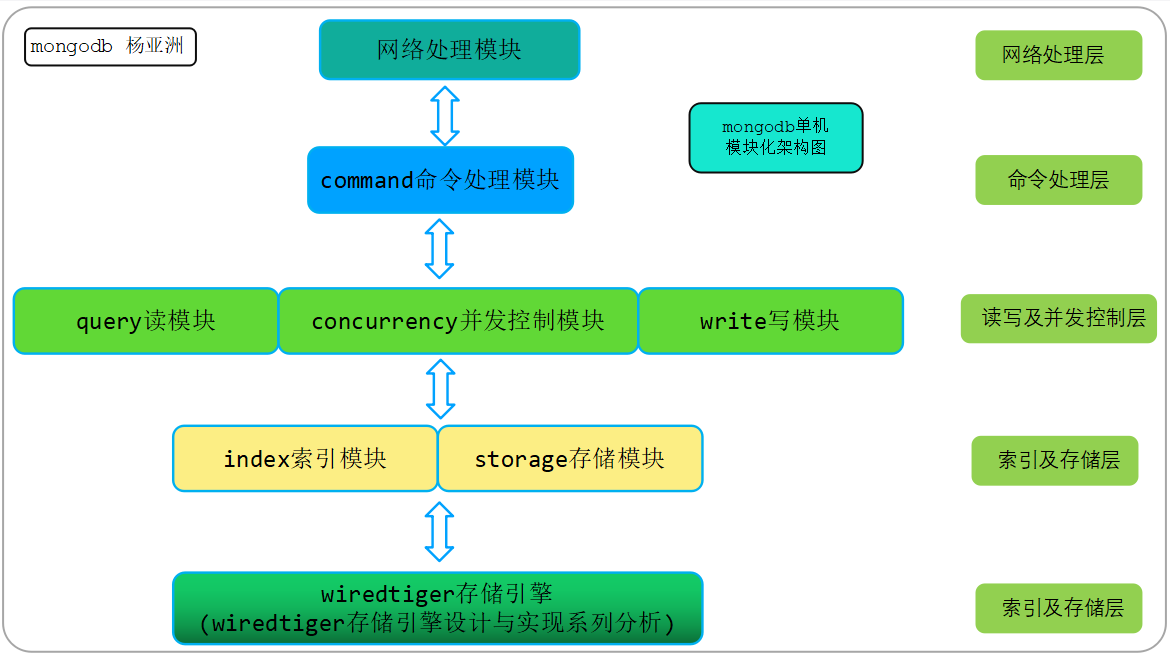 mongodb 杨亚洲
网络处理模块
网络处理层
mongodb单机
模块化架构图
command命令处理模块
命令处理层
query读模块
concurrency并发控制模块
write写模块
读写及并发控制层
index索引模块
storage存储模块
索引及存储层
wiredtiger存储引擎
(wiredtiger存储引擎设计与实现系列分析)
索引及存储层